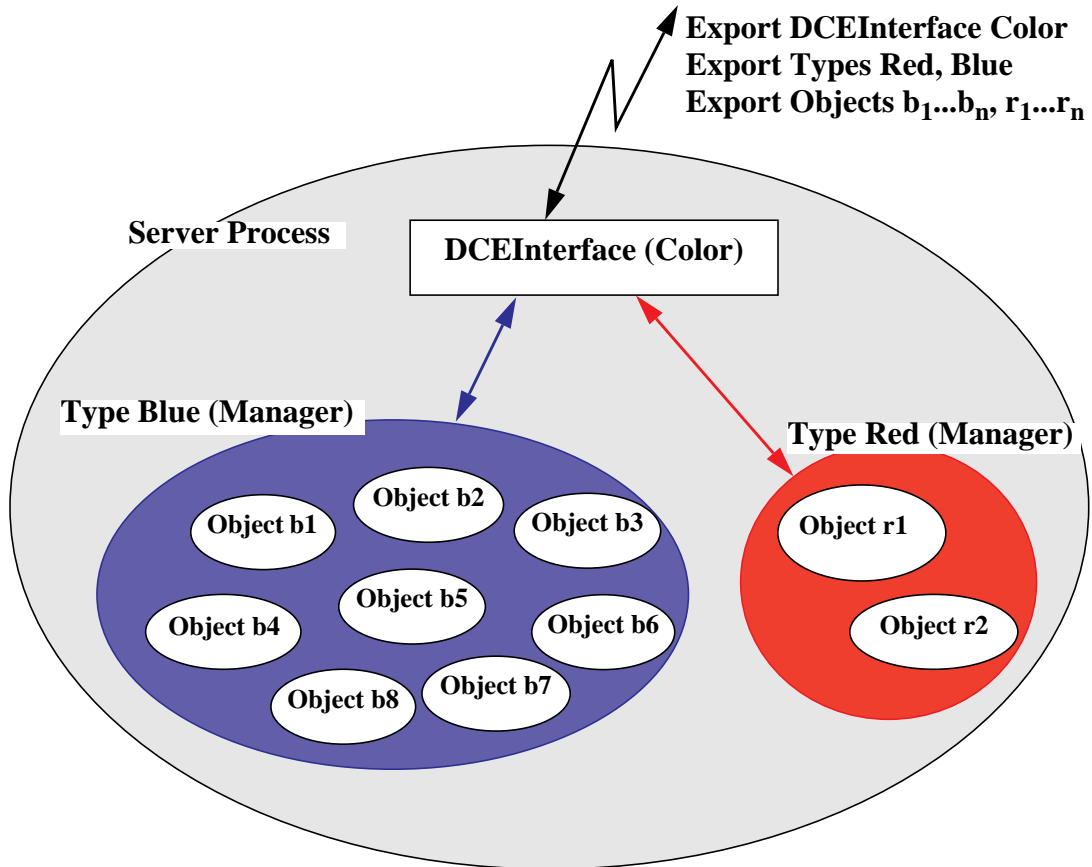 Export DCEInterface Color
Export Types Red, Blue
Export Objects b1...bn, r1...rn
Server Process
DCEInterface (Color)
Type Blue (Manager)
Type Red (Manager)
Object b1
Object b2
Object b3
Object r1
Object b4
Object b5
Object b6
Object r2
Object b8
Object b7